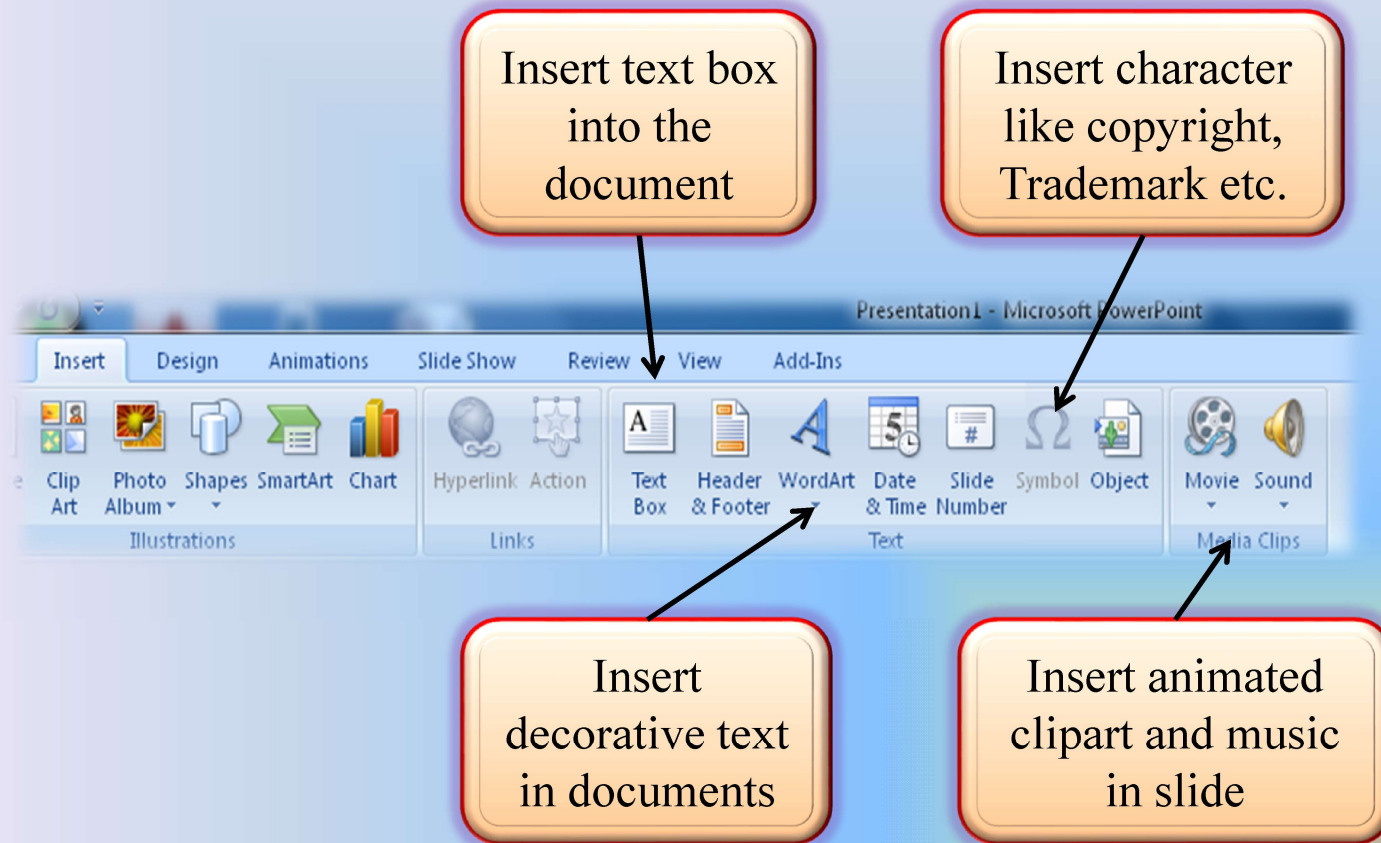 Insert text box
into the
document
Insert character
like copyright,
Trademark etc.
Presentation1 - Microsoft PowerPoint
Insert Design Animations Slide Show Review View Add-Ins
Clip Art
Photo Album
Shapes
SmartArt
Chart
Hyperlink
Action
Text Box
Header & Footer
WordArt
Date & Time
Slide Number
Symbol
Object
Movie
Sound
Illustrations
Links
Text
Media Clips
Insert
decorative text
in documents
Insert animated
clipart and music
in slide